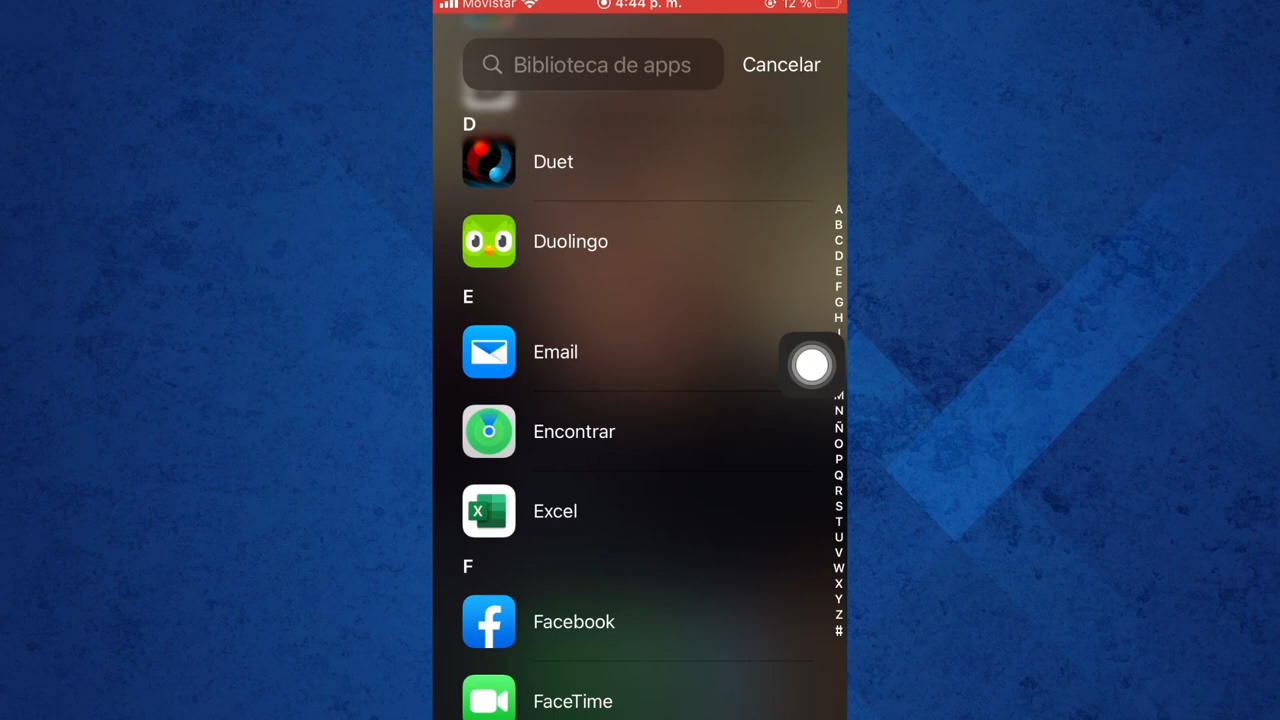 Movistar 4:44 p. m. 12 %
Biblioteca de apps Cancelar
D
Duet
Duolingo
E
Email
Encontrar
X
Excel
F
f
Facebook
FaceTime
A
B
C
D
E
F
G
H
I
M
N
Ñ
O
P
Q
R
S
T
U
V
W
X
Y
Z
#